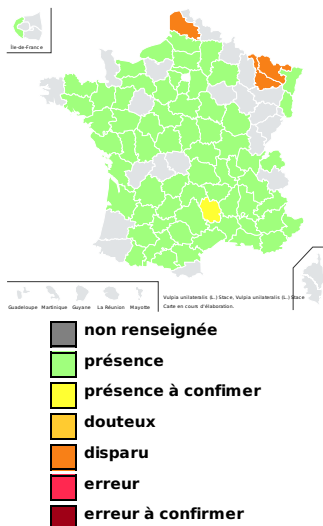 Île-de-France
Guadeloupe Martinique Guyane La Réunion Mayotte
Vulpia unilateralis (L.) Stace, Vulpia unilateralis (L.) Stace
Carte en cours d'élaboration.
non renseignée
présence
présence à confimer
douteux
disparu
erreur
erreur à confirmer